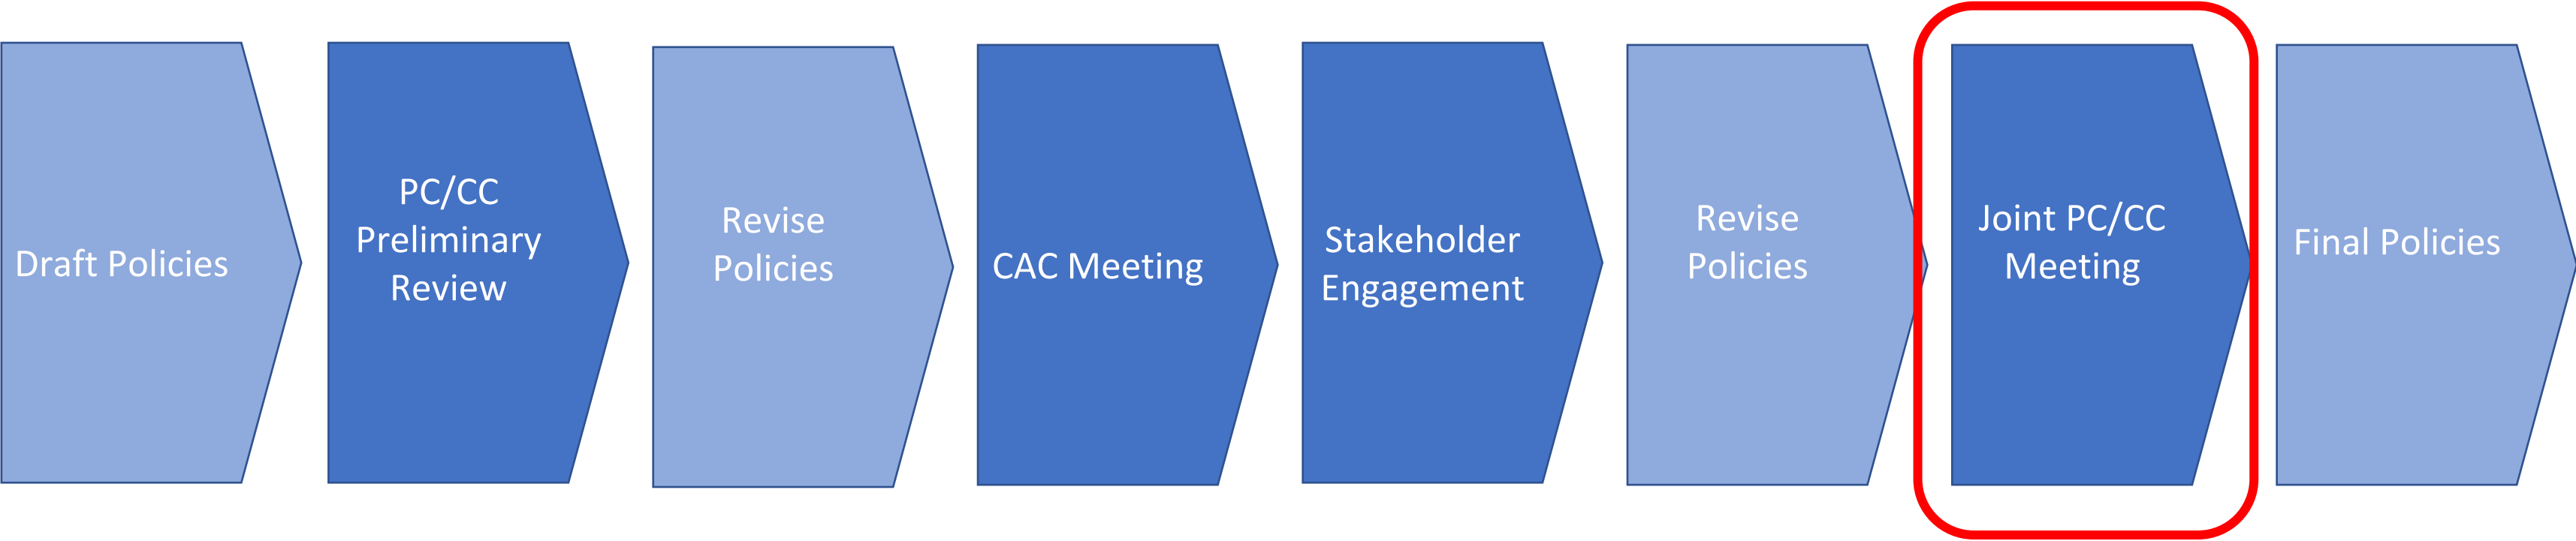 Draft Policies
PC/CC
Preliminary
Review
Revise
Policies
CAC Meeting
Stakeholder
Engagement
Revise
Policies
Joint PC/CC
Meeting
Final Policies